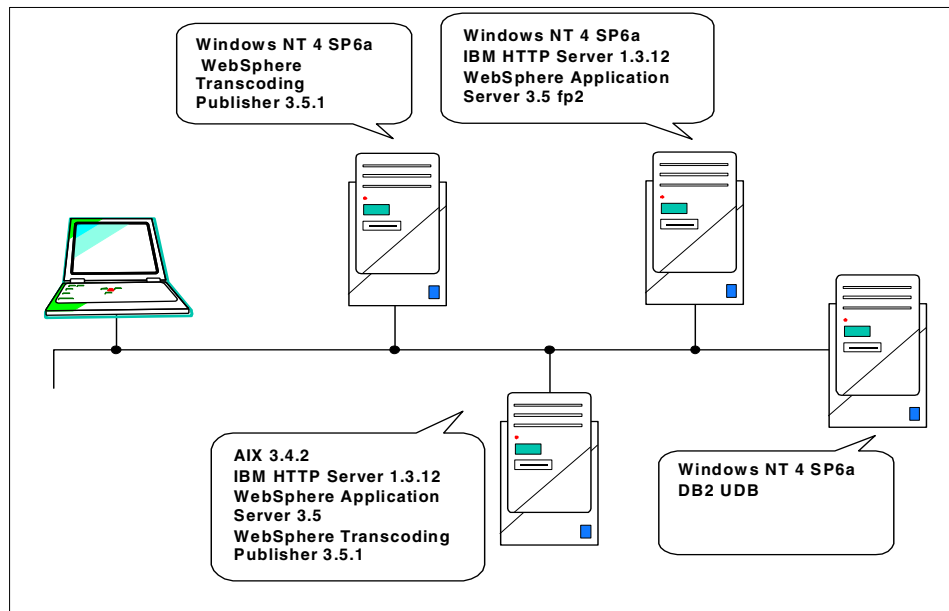 Windows NT 4 SP6a
WebSphere
Transcoding
Publisher 3.5.1
Windows NT 4 SP6a
IBM HTTP Server 1.3.12
WebSphere Application
Server 3.5 fp2
AIX 3.4.2
IBM HTTP Server 1.3.12
WebSphere Application
Server 3.5
WebSphere Transcoding
Publisher 3.5.1
Windows NT 4 SP6a
DB2 UDB